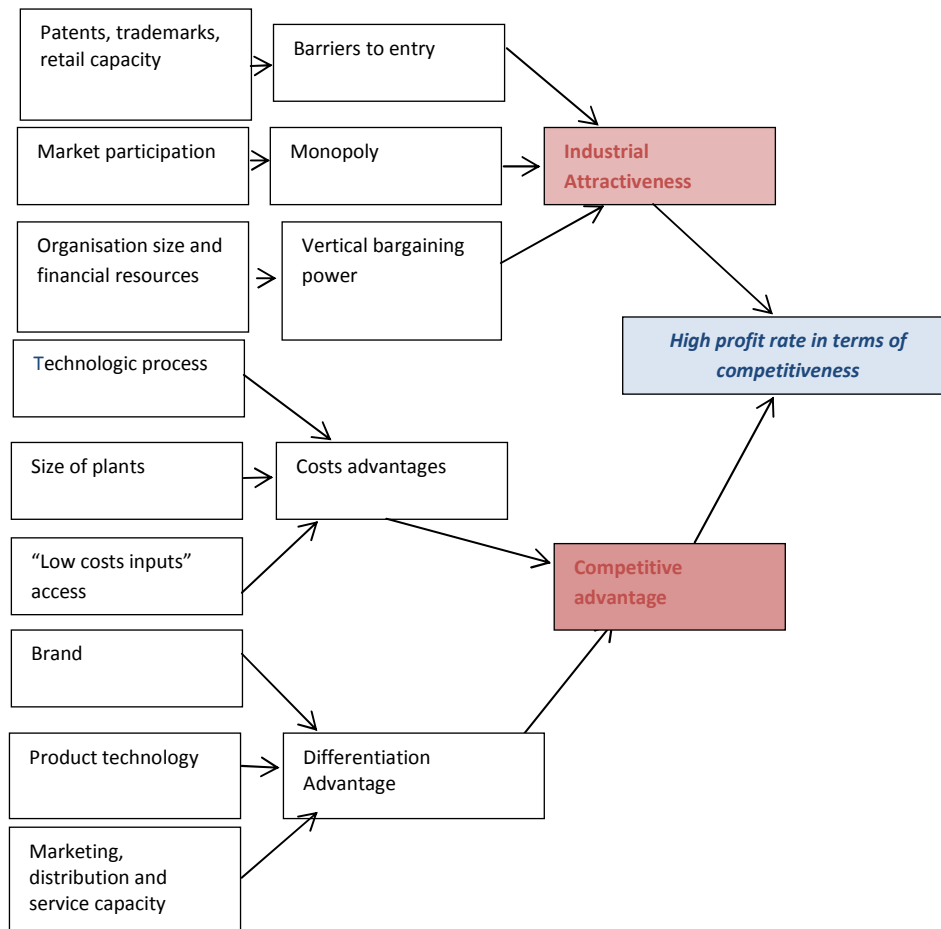 Patents, trademarks,
retail capacity
Barriers to entry
Market participation
Monopoly
Industrial
Attractiveness
Organisation size and
financial resources
Vertical bargaining
power
High profit rate in terms of
competitiveness
Technologic process
Size of plants
Costs advantages
“Low costs inputs”
access
Competitive
advantage
Brand
Product technology
Differentiation
Advantage
Marketing,
distribution and
service capacity